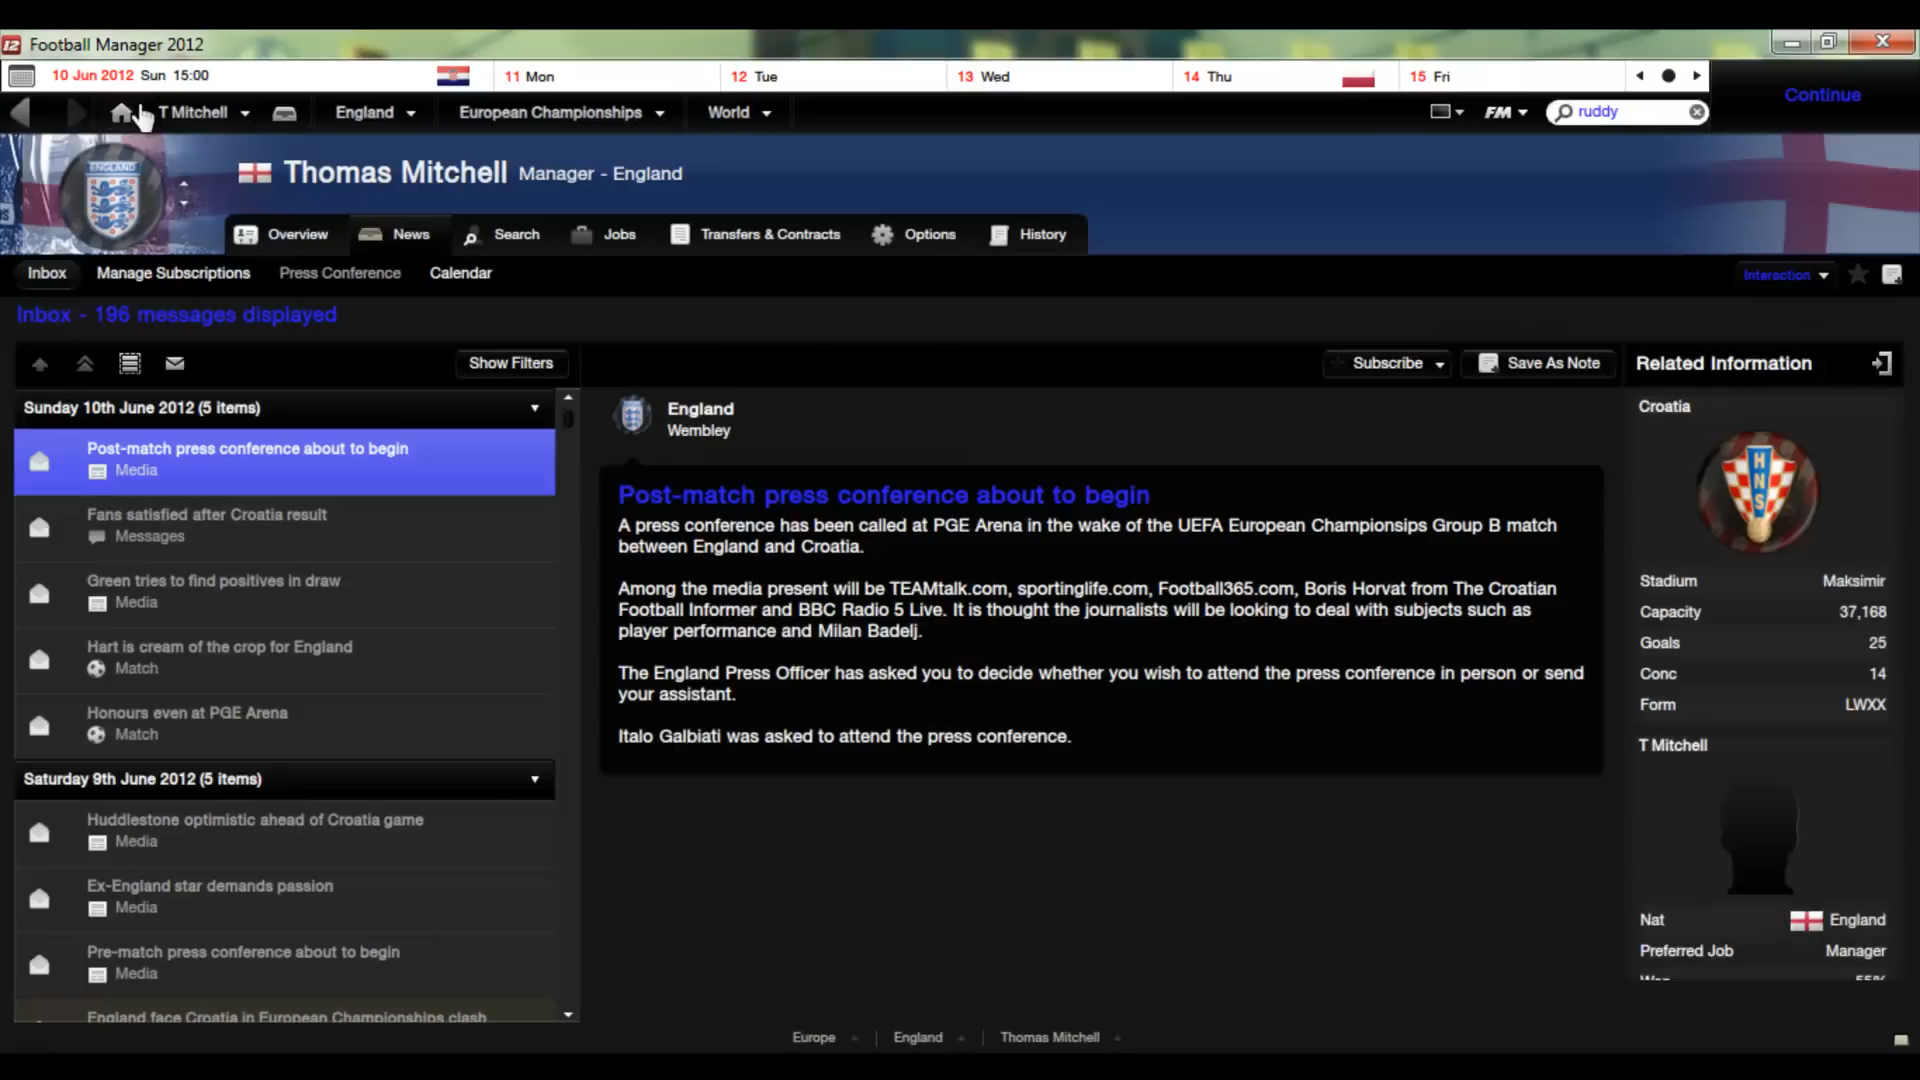 Football Manager 2012
10 Jun 2012 Sun 15:00
11 Mon
12 Tue
13 Wed
14 Thu
15 Fri
T Mitchell
England
European Championships
World
FM
ruddy
Continue
ENGLAND
Thomas Mitchell Manager - England
Overview
News
Search
Jobs
Transfers & Contracts
Options
History
Inbox
Manage Subscriptions
Press Conference
Calendar
Interaction
Inbox - 196 messages displayed
Show Filters
Subscribe
Save As Note
Related Information
Sunday 10th June 2012 (5 items)
Post-match press conference about to begin
Media
Fans satisfied after Croatia result
Messages
Green tries to find positives in draw
Media
Hart is cream of the crop for England
Match
Honours even at PGE Arena
Match
Saturday 9th June 2012 (5 items)
Huddlestone optimistic ahead of Croatia game
Media
Ex-England star demands passion
Media
Pre-match press conference about to begin
Media
England face Croatia in European Championships clash
England
Wembley
Post-match press conference about to begin
A press conference has been called at PGE Arena in the wake of the UEFA European Championsips Group B match
between England and Croatia.
Among the media present will be TEAMtalk.com, sportinglife.com, Football365.com, Boris Horvat from The Croatian
Football Informer and BBC Radio 5 Live. It is thought the journalists will be looking to deal with subjects such as
player performance and Milan Badelj.
The England Press Officer has asked you to decide whether you wish to attend the press conference in person or send
your assistant.
Italo Galbiati was asked to attend the press conference.
Croatia
HNS
Stadium Maksimir
Capacity 37,168
Goals 25
Conc 14
Form LWXX
T Mitchell
Nat England
Preferred Job Manager
Won 55%
Europe
England
Thomas Mitchell